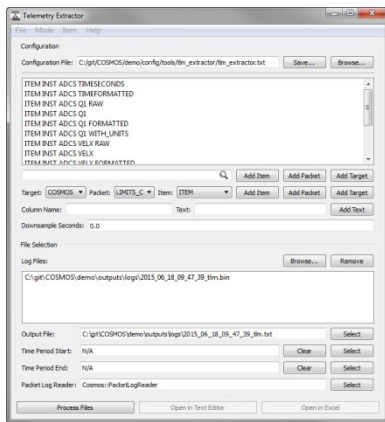 Telemetry Extractor
File Mode Item Help
Configuration
Configuration File: C:/git/COSMOS/demo/config/tools/tlm_extractor/tlm_extractor.txt Save... Browse...
ITEM INST ADCS TIMESECONDS
ITEM INST ADCS TIMEFORMATTED
ITEM INST ADCS Q1 RAW
ITEM INST ADCS Q1
ITEM INST ADCS Q1 FORMATTED
ITEM INST ADCS Q1 WITH_UNITS
ITEM INST ADCS VELX RAW
ITEM INST ADCS VELX
ITEM INST ADCS VELX FORMATTED
Add Item Add Packet Add Target
Target: COSMOS Packet: LIMITS_C Item: ITEM Add Item Add Packet Add Target
Column Name: Text: Add Text
Downsample Seconds: 0.0
File Selection
Log Files: Browse... Remove
C:\git\COSMOS\demo\outputs\logs\2015_06_18_09_47_39_tlm.bin
Output File: C:\git\COSMOS\demo\outputs\logs\2015_06_18_09_47_39_tlm.txt Select
Time Period Start: N/A Clear Select
Time Period End: N/A Clear Select
Packet Log Reader: Cosmos::PacketLogReader Select
Process Files Open in Text Editor Open in Excel